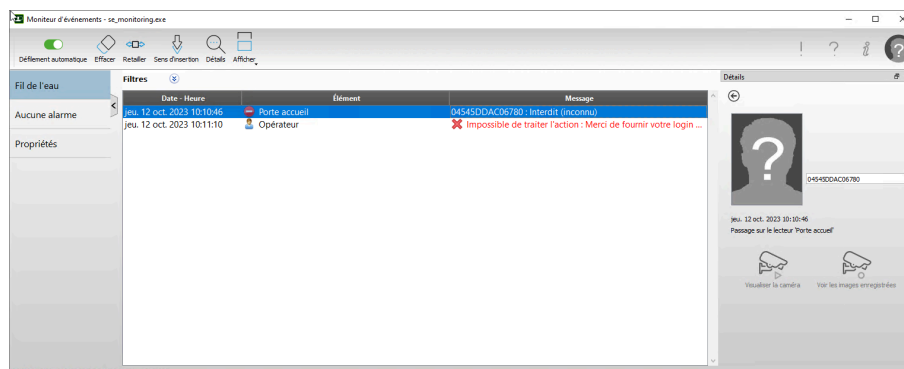 Moniteur d'événements - se_monitoring.exe
Défilement automatique Effacer Retailler Sens d'insertion Détails Afficher
Fil de l'eau
Aucune alarme
Propriétés
Filtres
Date - Heure Élément Message
jeu. 12 oct. 2023 10:10:46 Porte accueil 04545DDAC06780 : Interdit (inconnu)
jeu. 12 oct. 2023 10:11:10 Opérateur Impossible de traiter l'action : Merci de fournir votre login ...
Détails
04545DDAC06780
jeu. 12 oct. 2023 10:10:46
Passage sur le lecteur 'Porte accueil'
Visualiser la caméra Voir les images enregistrées